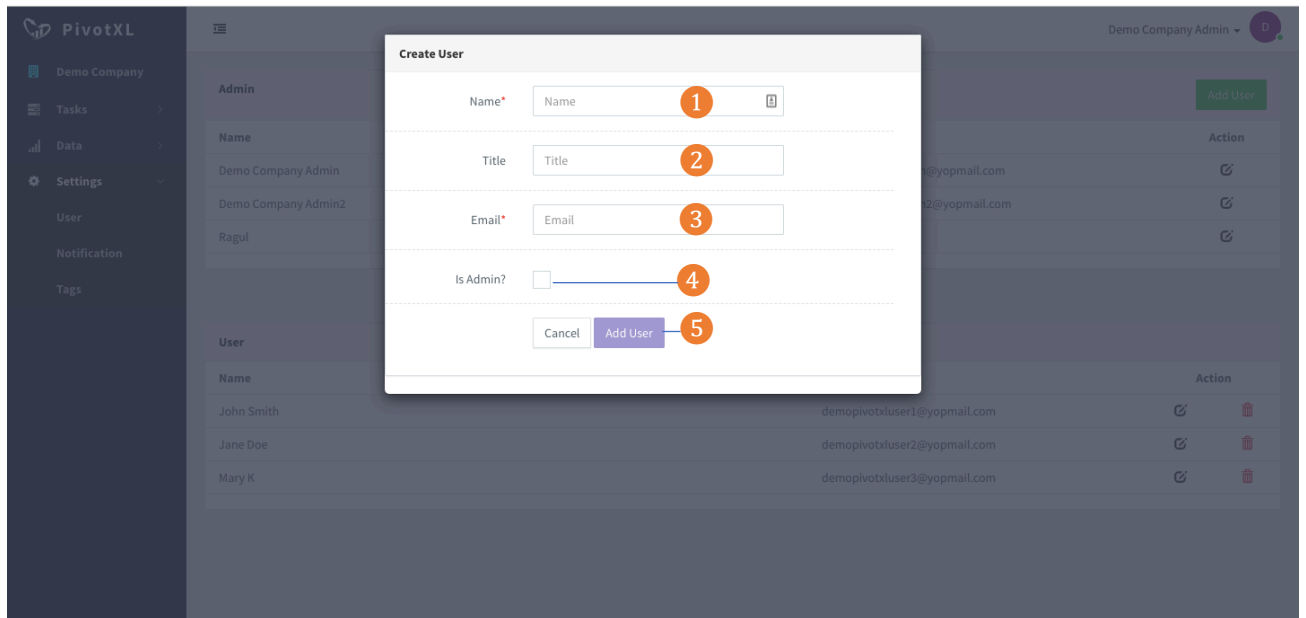 PivotXL
Demo Company Admin
D
Demo Company
Tasks
Data
Settings
User
Notification
Tags
Create User
Name*
Name
1
Title
Title
2
Email*
Email
3
Is Admin?
4
Cancel
Add User
5
Admin
Add User
Name
Action
Demo Company Admin
@yopmail.com
Demo Company Admin2
2@yopmail.com
Ragul
User
Name
Action
John Smith
demopivotxluser1@yopmail.com
Jane Doe
demopivotxluser2@yopmail.com
Mary K
demopivotxluser3@yopmail.com